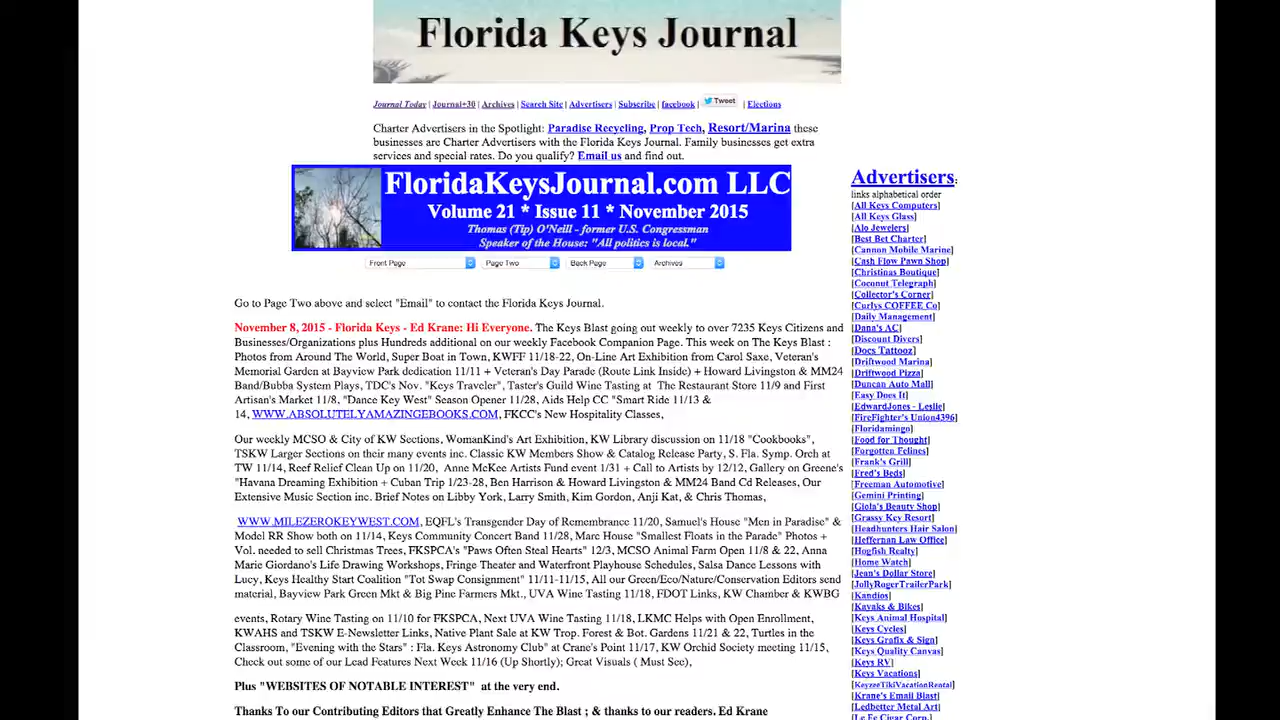 Florida Keys Journal
Journal Today | Journal+30 | Archives | Search Site | Advertisers | Subscribe | facebook | Tweet | Elections
Charter Advertisers in the Spotlight: Paradise Recycling, Prop Tech, Resort/Marina these
businesses are Charter Advertisers with the Florida Keys Journal. Family businesses get extra
services and special rates. Do you qualify? Email us and find out.
FloridaKeysJournal.com LLC
Volume 21 * Issue 11 * November 2015
Thomas (Tip) O'Neill - former U.S. Congressman
Speaker of the House: "All politics is local."
Front Page Page Two Back Page Archives
Go to Page Two above and select "Email" to contact the Florida Keys Journal.
November 8, 2015 - Florida Keys - Ed Krane: Hi Everyone. The Keys Blast going out weekly to over 7235 Keys Citizens and
Businesses/Organizations plus Hundreds additional on our weekly Facebook Companion Page. This week on The Keys Blast :
Photos from Around The World, Super Boat in Town, KWFF 11/18-22, On-Line Art Exhibition from Carol Saxe, Veteran's
Memorial Garden at Bayview Park dedication 11/11 + Veteran's Day Parade (Route Link Inside) + Howard Livingston & MM24
Band/Bubba System Plays, TDC's Nov. "Keys Traveler", Taster's Guild Wine Tasting at The Restaurant Store 11/9 and First
Artisan's Market 11/8, "Dance Key West" Season Opener 11/28, Aids Help CC "Smart Ride 11/13 &
14, WWW.ABSOLUTELYAMAZINGEBOOKS.COM, FKCC's New Hospitality Classes,
Our weekly MCSO & City of KW Sections, WomanKind's Art Exhibition, KW Library discussion on 11/18 "Cookbooks",
TSKW Larger Sections on their many events inc. Classic KW Members Show & Catalog Release Party, S. Fla. Symp. Orch at
TW 11/14, Reef Relief Clean Up on 11/20, Anne McKee Artists Fund event 1/31 + Call to Artists by 12/12, Gallery on Greene's
"Havana Dreaming Exhibition + Cuban Trip 1/23-28, Ben Harrison & Howard Livingston & MM24 Band Cd Releases, Our
Extensive Music Section inc. Brief Notes on Libby York, Larry Smith, Kim Gordon, Anji Kat, & Chris Thomas,
WWW.MILEZEROKEYWEST.COM, EQFL's Transgender Day of Remembrance 11/20, Samuel's House "Men in Paradise" &
Model RR Show both on 11/14, Keys Community Concert Band 11/28, Marc House "Smallest Floats in the Parade" Photos +
Vol. needed to sell Christmas Trees, FKSPCA's "Paws Often Steal Hearts" 12/3, MCSO Animal Farm Open 11/8 & 22, Anna
Marie Giordano's Life Drawing Workshops, Fringe Theater and Waterfront Playhouse Schedules, Salsa Dance Lessons with
Lucy, Keys Healthy Start Coalition "Tot Swap Consignment" 11/11-11/15, All our Green/Eco/Nature/Conservation Editors send
material, Bayview Park Green Mkt & Big Pine Farmers Mkt., UVA Wine Tasting 11/18, FDOT Links, KW Chamber & KWBG
events, Rotary Wine Tasting on 11/10 for FKSPCA, Next UVA Wine Tasting 11/18, LKMC Helps with Open Enrollment,
KWAHS and TSKW E-Newsletter Links, Native Plant Sale at KW Trop. Forest & Bot. Gardens 11/21 & 22, Turtles in the
Classroom, "Evening with the Stars" : Fla. Keys Astronomy Club" at Crane's Point 11/17, KW Orchid Society meeting 11/15,
Check out some of our Lead Features Next Week 11/16 (Up Shortly); Great Visuals ( Must See),
Plus "WEBSITES OF NOTABLE INTEREST" at the very end.
Thanks To our Contributing Editors that Greatly Enhance The Blast ; & thanks to our readers. Ed Krane
Advertisers:
links alphabetical order
[All Keys Computers]
[All Keys Glass]
[Alo Jewelers]
[Best Bet Charter]
[Cannon Mobile Marine]
[Cash Flow Pawn Shop]
[Christinas Boutique]
[Coconut Telegraph]
[Collector's Corner]
[Curlys COFFEE Co]
[Daily Management]
[Dana's AC]
[Discount Divers]
[Docs Tattooz]
[Driftwood Marina]
[Driftwood Pizza]
[Duncan Auto Mall]
[Easy Does It]
[EdwardJones - Leslie]
[FireFighter's Union4396]
[Floridamingo]
[Food for Thought]
[Forgotten Felines]
[Frank's Grill]
[Fred's Beds]
[Freeman Automotive]
[Gemini Printing]
[Giola's Beauty Shop]
[Grassy Key Resort]
[Headhunters Hair Salon]
[Heffernan Law Office]
[Hogfish Realty]
[Home Watch]
[Jean's Dollar Store]
[JollyRogerTrailerPark]
[Kandios]
[Kayaks & Bikes]
[Keys Animal Hospital]
[Keys Cycles]
[Keys Grafix & Sign]
[Keys Quality Canvas]
[Keys RV]
[Keys Vacations]
[KeyzeeTikiVacationRental]
[Krane's Email Blast]
[Ledbetter Metal Art]
[Le Fe Cigar Corp.]